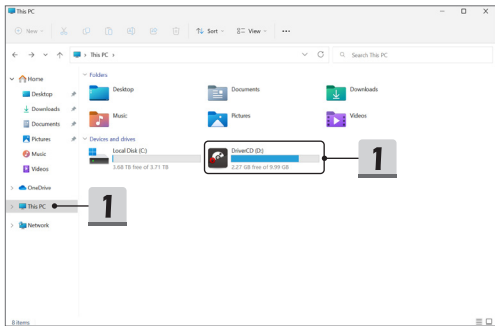 This PC
New
Sort
View
This PC
Search This PC
Home
Desktop
Downloads
Documents
Pictures
Music
Videos
OneDrive
This PC
Network
Folders
Desktop
Documents
Downloads
Music
Pictures
Videos
Devices and drives
Local Disk (C:)
3.68 TB free of 3.71 TB
DriverCD (D:)
2.27 GB free of 9.99 GB
1
1
8 items